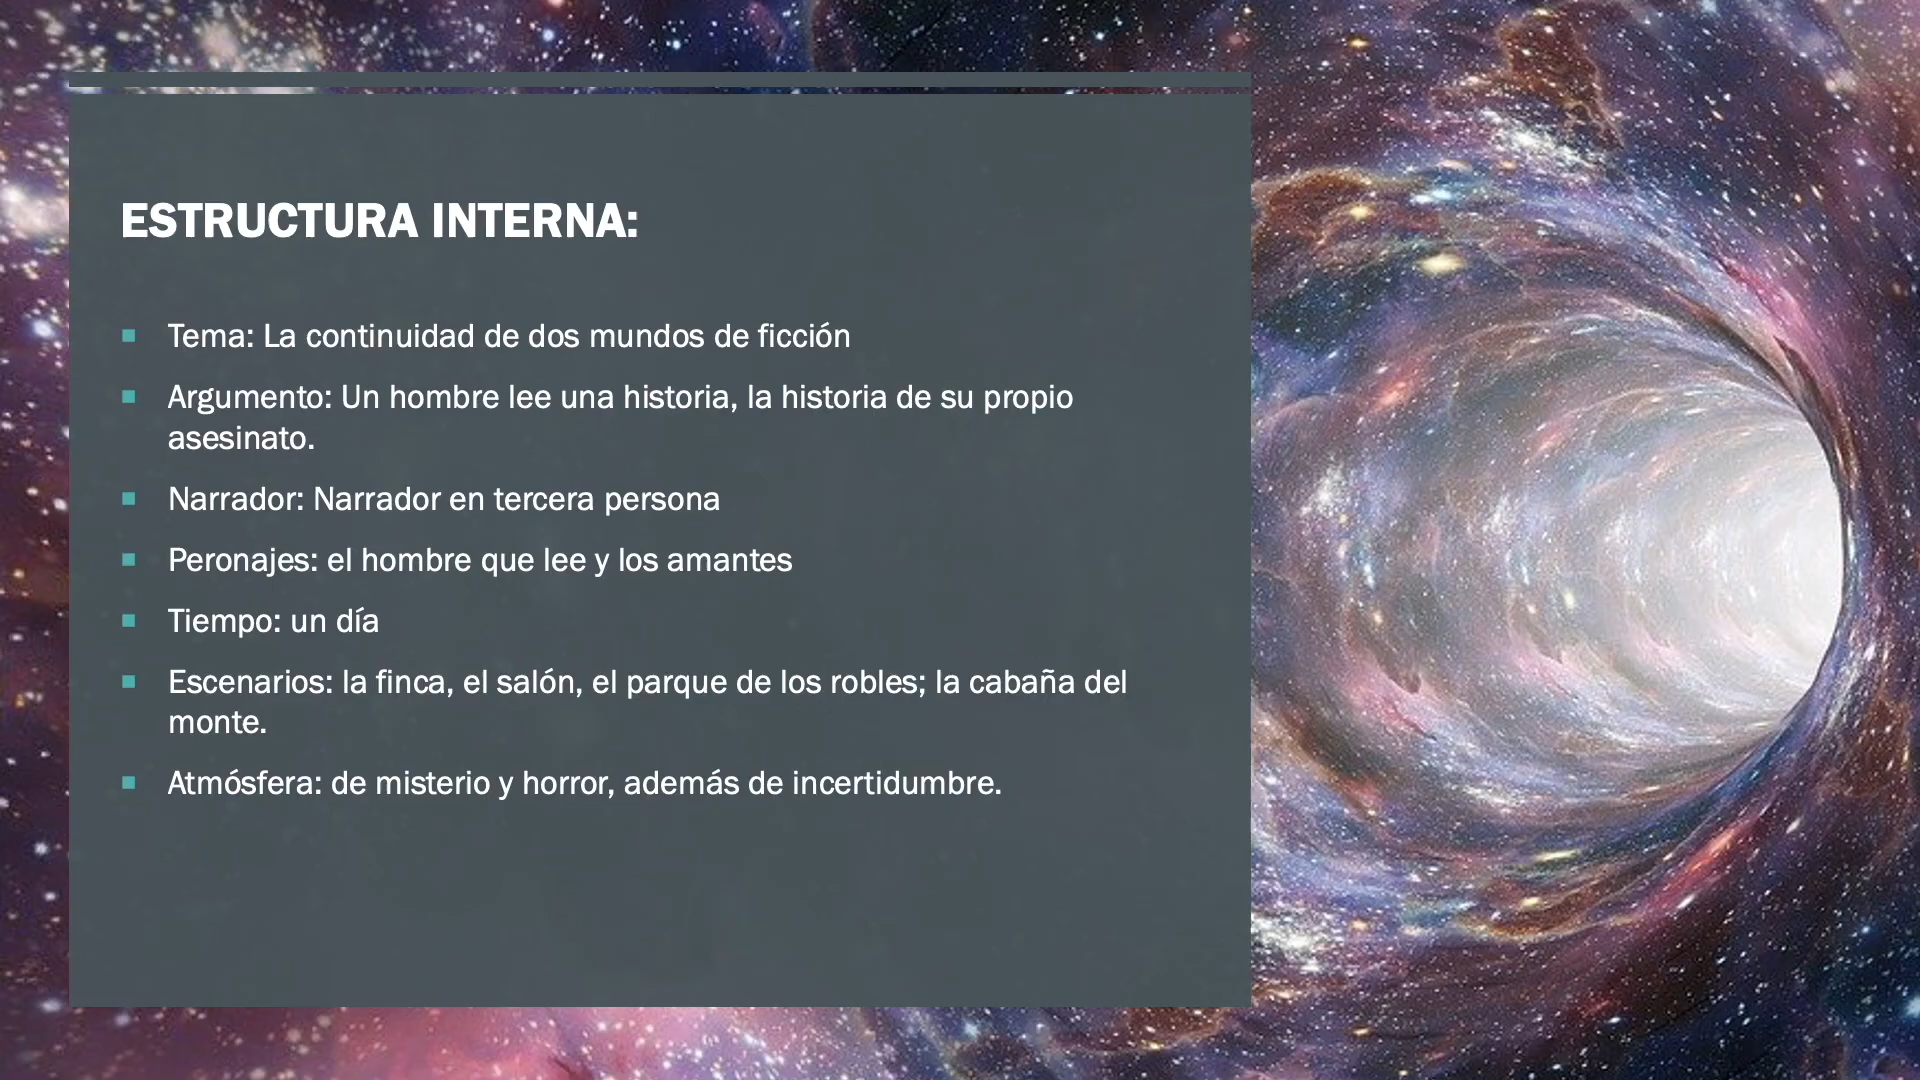 ESTRUCTURA INTERNA:
Tema: La continuidad de dos mundos de ficción
Argumento: Un hombre lee una historia, la historia de su propio
asesinato.
Narrador: Narrador en tercera persona
Peronajes: el hombre que lee y los amantes
Tiempo: un día
Escenarios: la finca, el salón, el parque de los robles; la cabaña del
monte.
Atmósfera: de misterio y horror, además de incertidumbre.